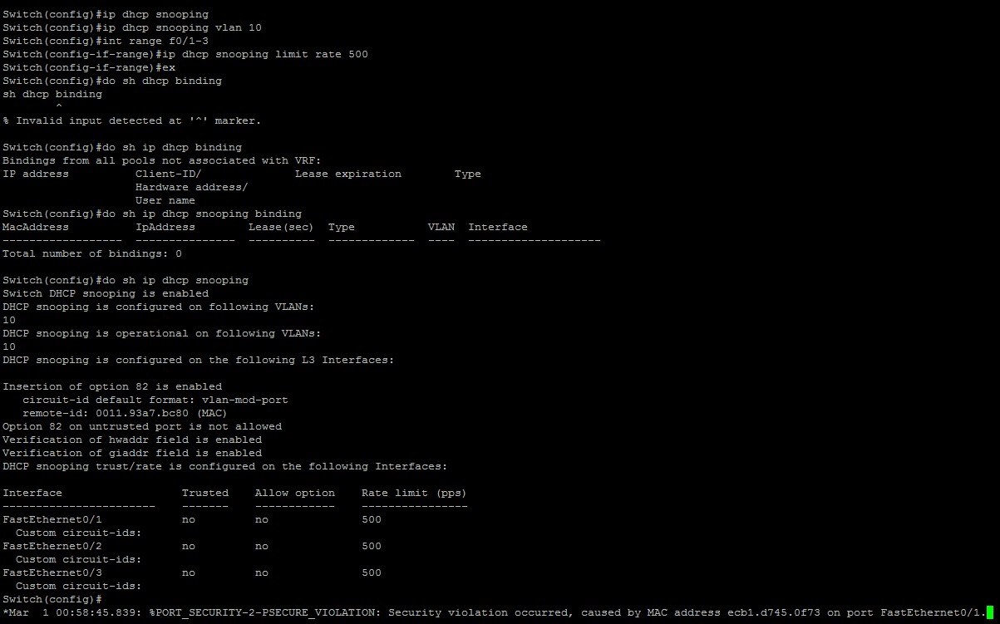 Switch(config)#ip dhcp snooping
Switch(config)#ip dhcp snooping vlan 10
Switch(config)#int range f0/1-3
Switch(config-if-range)#ip dhcp snooping limit rate 500
Switch(config-if-range)#ex
Switch(config)#do sh dhcp binding
sh dhcp binding
        ^
% Invalid input detected at '^' marker.

Switch(config)#do sh ip dhcp binding
Bindings from all pools not associated with VRF:
IP address          Client-ID/              Lease expiration        Type
                    Hardware address/
                    User name
Switch(config)#do sh ip dhcp snooping binding
MacAddress          IpAddress        Lease(sec)  Type           VLAN  Interface
------------------  ---------------  ----------  -------------  ----  --------------------
Total number of bindings: 0

Switch(config)#do sh ip dhcp snooping
Switch DHCP snooping is enabled
DHCP snooping is configured on following VLANs:
10
DHCP snooping is operational on following VLANs:
10
DHCP snooping is configured on the following L3 Interfaces:

Insertion of option 82 is enabled
   circuit-id default format: vlan-mod-port
   remote-id: 0011.93a7.bc80 (MAC)
Option 82 on untrusted port is not allowed
Verification of hwaddr field is enabled
Verification of giaddr field is enabled
DHCP snooping trust/rate is configured on the following Interfaces:

Interface                  Trusted    Allow option    Rate limit (pps)
-----------------------    -------    ------------    ----------------
FastEthernet0/1            no         no              500
  Custom circuit-ids:
FastEthernet0/2            no         no              500
  Custom circuit-ids:
FastEthernet0/3            no         no              500
  Custom circuit-ids:
Switch(config)#
*Mar  1 00:58:45.839: %PORT_SECURITY-2-PSECURE_VIOLATION: Security violation occurred, caused by MAC address ecb1.d745.0f73 on port FastEthernet0/1.